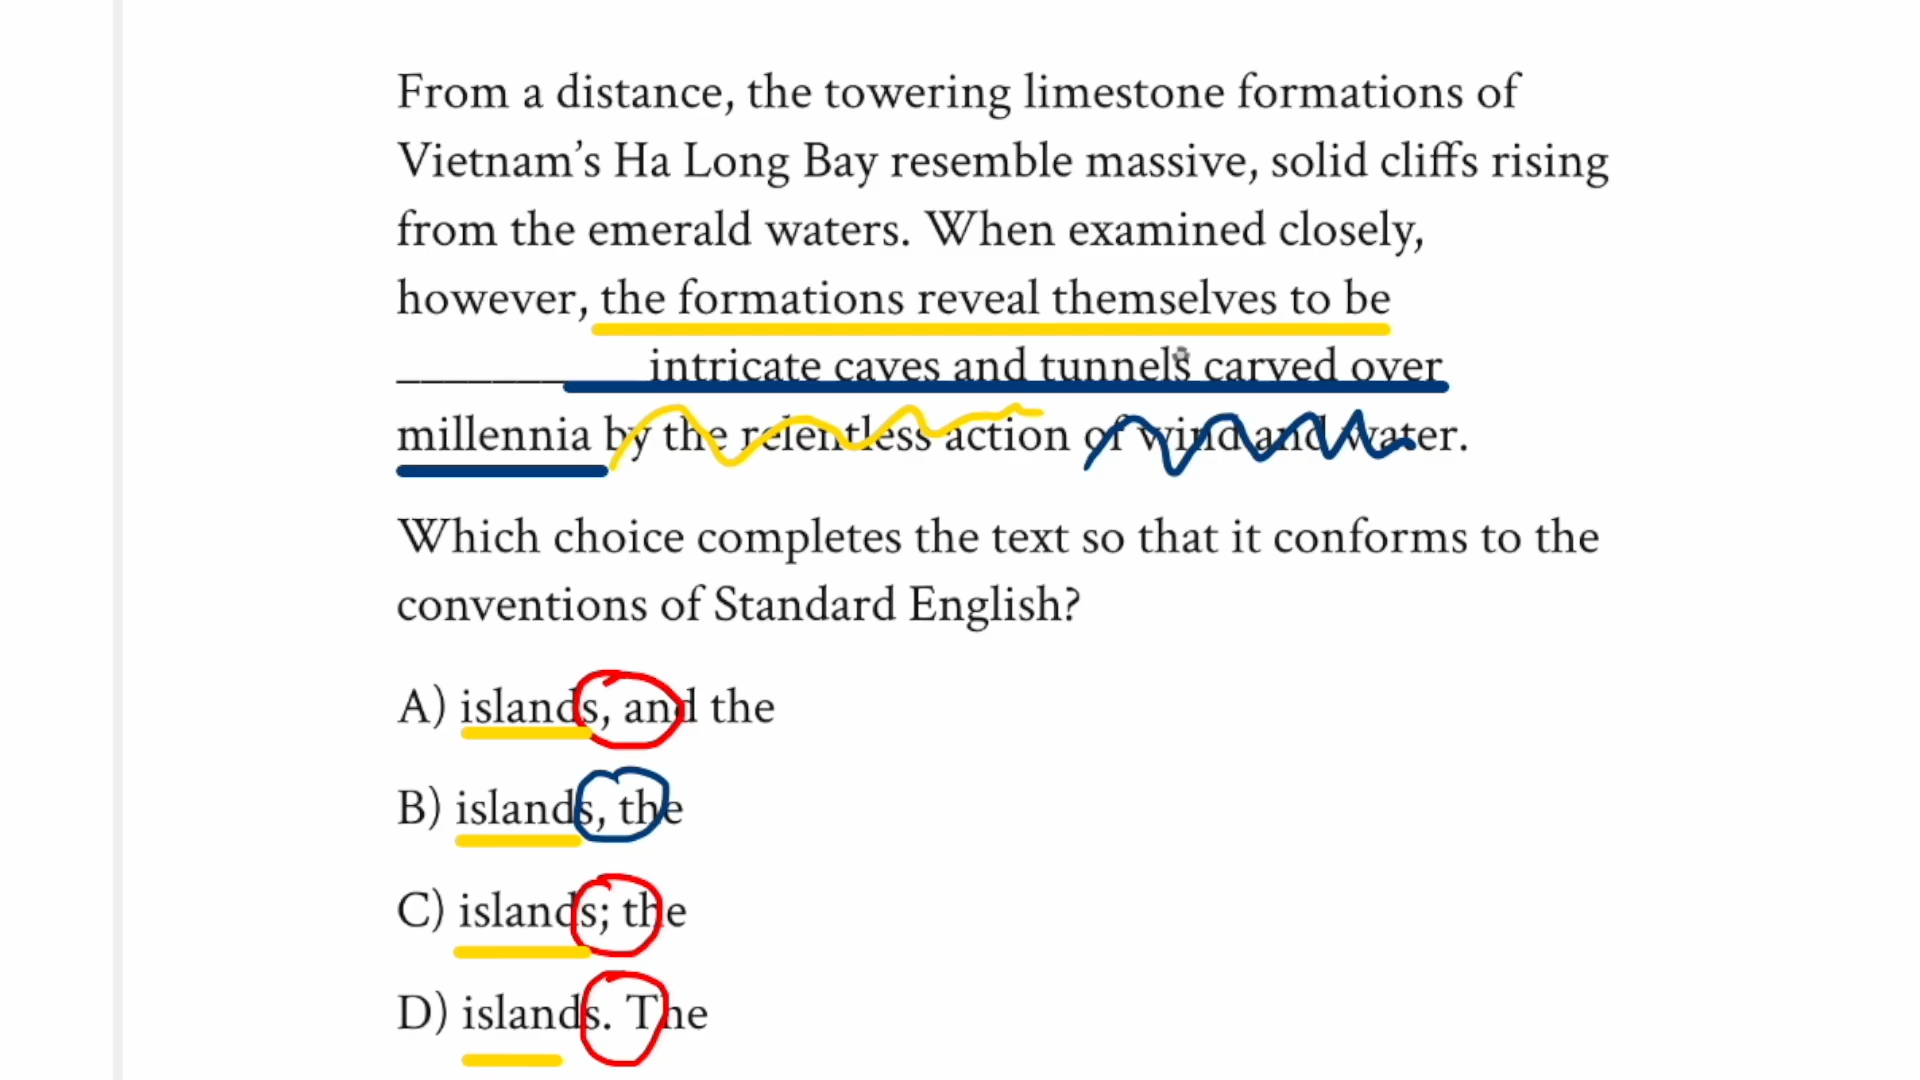 From a distance, the towering limestone formations of
Vietnam’s Ha Long Bay resemble massive, solid cliffs rising
from the emerald waters. When examined closely,
however, the formations reveal themselves to be
_______ intricate caves and tunnels carved over
millennia by the relentless action of wind and water.
Which choice completes the text so that it conforms to the
conventions of Standard English?
A) islands, and the
B) islands, the
C) islands; the
D) islands. The